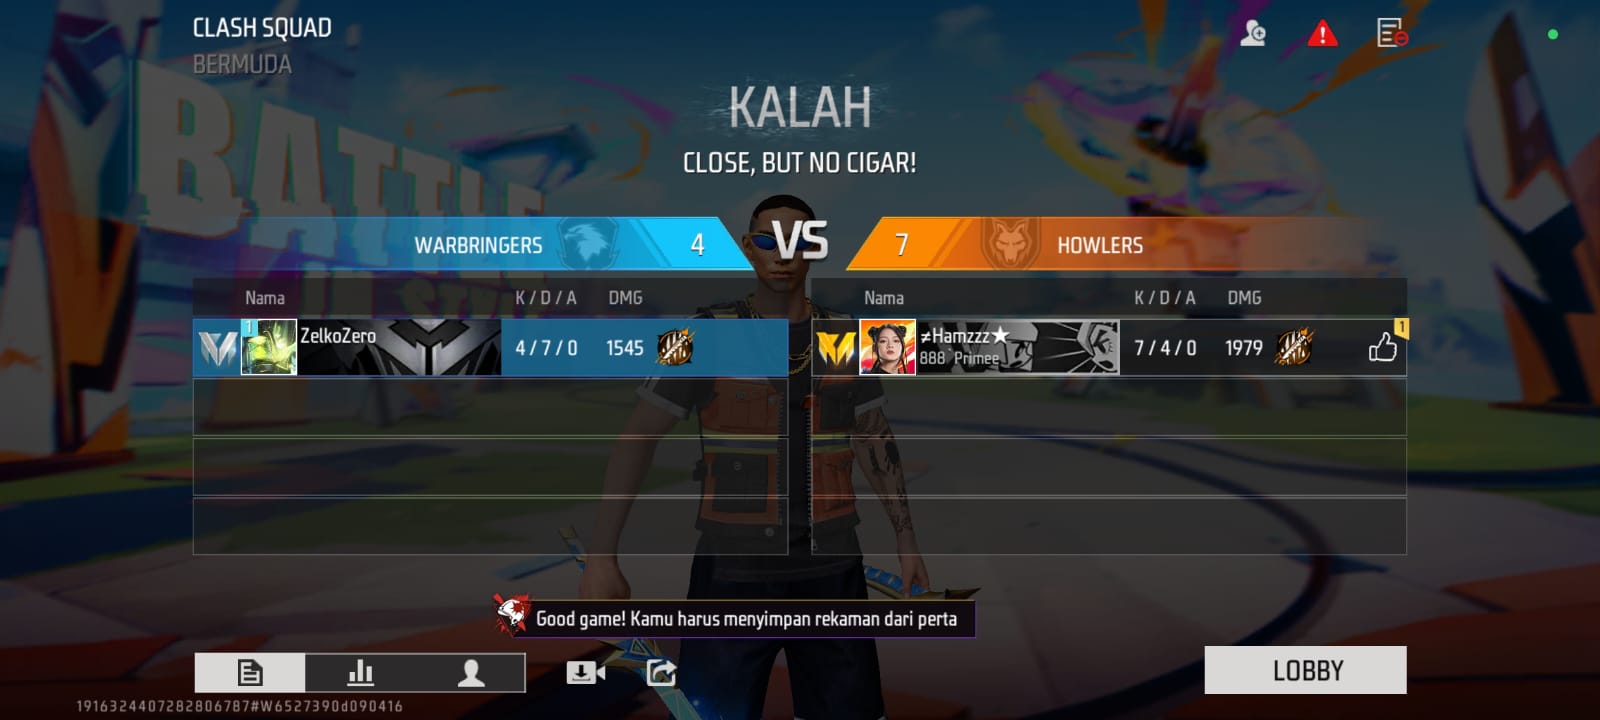 CLASH SQUAD
BERMUDA
KALAH
CLOSE, BUT NO CIGAR!
WARBRINGERS 4 VS 7 HOWLERS
Nama K / D / A DMG Nama K / D / A DMG
1 ZelkoZero 4 / 7 / 0 1545 ≠Hamzzz★ 7 / 4 / 0 1979 1
888 Prinee
Good game! Kamu harus menyimpan rekaman dari perta
LOBBY
1916324407282806787#W6527390d090416